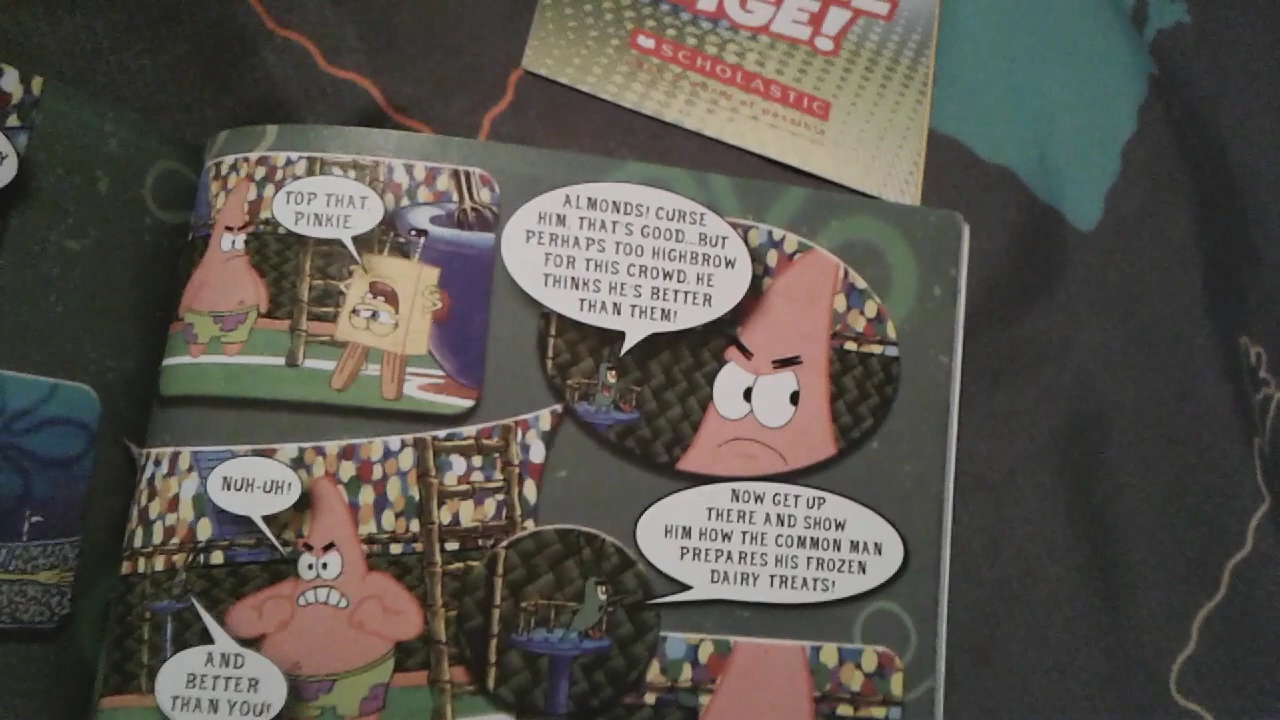 SCHOLASTIC
TOP THAT,
PINKIE.
ALMONDS! CURSE
HIM, THAT'S GOOD...BUT
PERHAPS TOO HIGHBROW
FOR THIS CROWD. HE
THINKS HE'S BETTER
THAN THEM!
NUH-UH!
AND
BETTER
THAN YOU!
NOW GET UP
THERE AND SHOW
HIM HOW THE COMMON MAN
PREPARES HIS FROZEN
DAIRY TREATS!